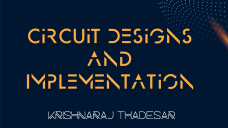 CIRCUIT DESIGNS
AND
IMPLEMENTATION
KRISHNARAJ THADESAR